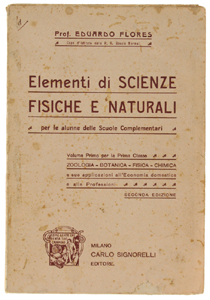 Prof. EDUARDO FLORES
Elementi di SCIENZE
FISICHE E NATURALI
per le alunne delle Scuole Complementari
Volume Primo per la Prima Classe
ZOOLOGIA - BOTANICA - FISICA - CHIMICA
e sue applicazioni all'Economia domestica
e alle Professioni
SECONDA EDIZIONE
MILANO
CARLO SIGNORELLI
EDITORE